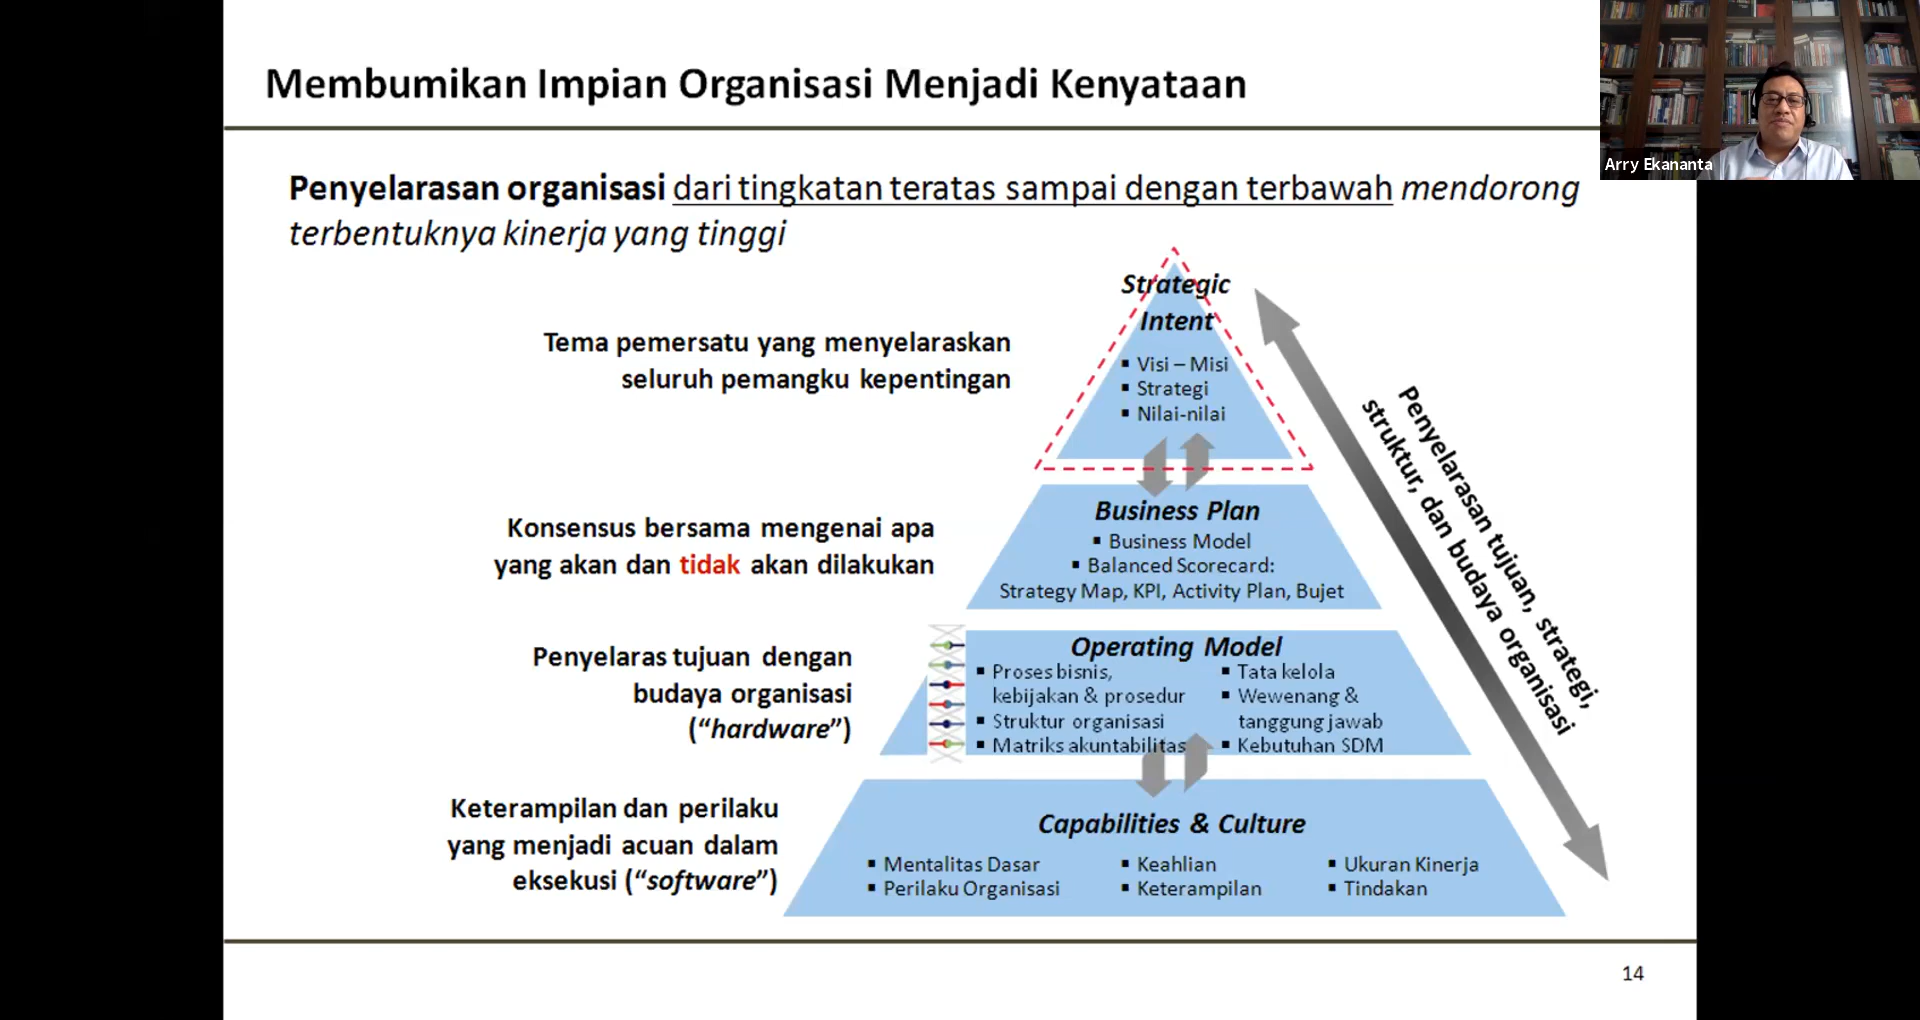 Membumikan Impian Organisasi Menjadi Kenyataan
Arry Ekananta
Penyelarasan organisasi dari tingkatan teratas sampai dengan terbawah mendorong
terbentuknya kinerja yang tinggi
Tema pemersatu yang menyelaraskan
seluruh pemangku kepentingan
Strategic
Intent
▪ Visi – Misi
▪ Strategi
▪ Nilai-nilai
Konsensus bersama mengenai apa
yang akan dan tidak akan dilakukan
Business Plan
▪ Business Model
▪ Balanced Scorecard:
Strategy Map, KPI, Activity Plan, Bujet
Penyelaras tujuan dengan
budaya organisasi
(“hardware”)
Operating Model
▪ Proses bisnis,
kebijakan & prosedur
▪ Struktur organisasi
▪ Matriks akuntabilitas
▪ Tata kelola
▪ Wewenang &
tanggung jawab
▪ Kebutuhan SDM
Keterampilan dan perilaku
yang menjadi acuan dalam
eksekusi (“software”)
Capabilities & Culture
▪ Mentalitas Dasar
▪ Perilaku Organisasi
▪ Keahlian
▪ Keterampilan
▪ Ukuran Kinerja
▪ Tindakan
Penyelarasan tujuan, strategi,
struktur, dan budaya organisasi
14